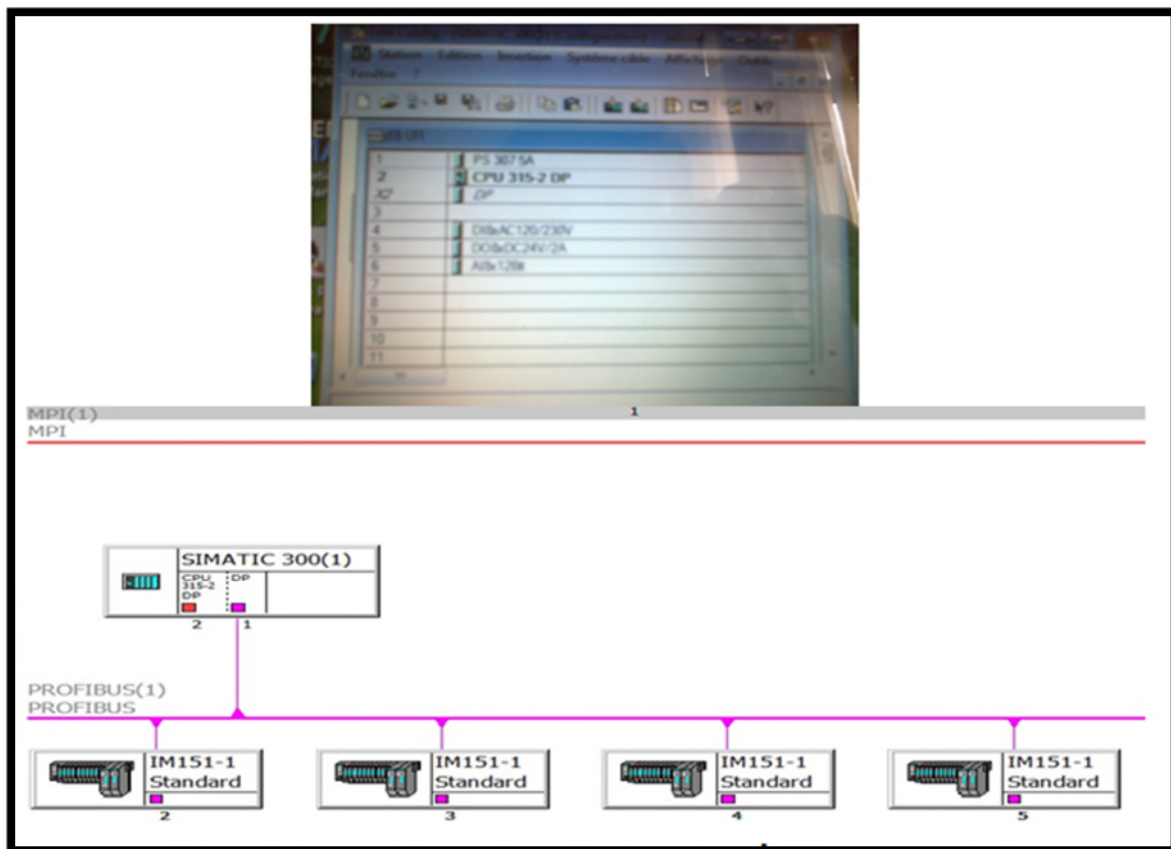 Station Edition Insertion Système cible Affichage Outils
Fenêtre ?
UR
1 PS 307 5A
2 CPU 315-2 DP
X2 DP
3
4 DI8xAC120/230V
5 DO8xDC24V/2A
6 AI8x12Bit
7
8
9
10
11
MPI(1)
1
MPI
SIMATIC 300(1)
CPU
315-2
DP
DP
2 1
PROFIBUS(1)
PROFIBUS
IM151-1
Standard
2
IM151-1
Standard
3
IM151-1
Standard
4
IM151-1
Standard
5